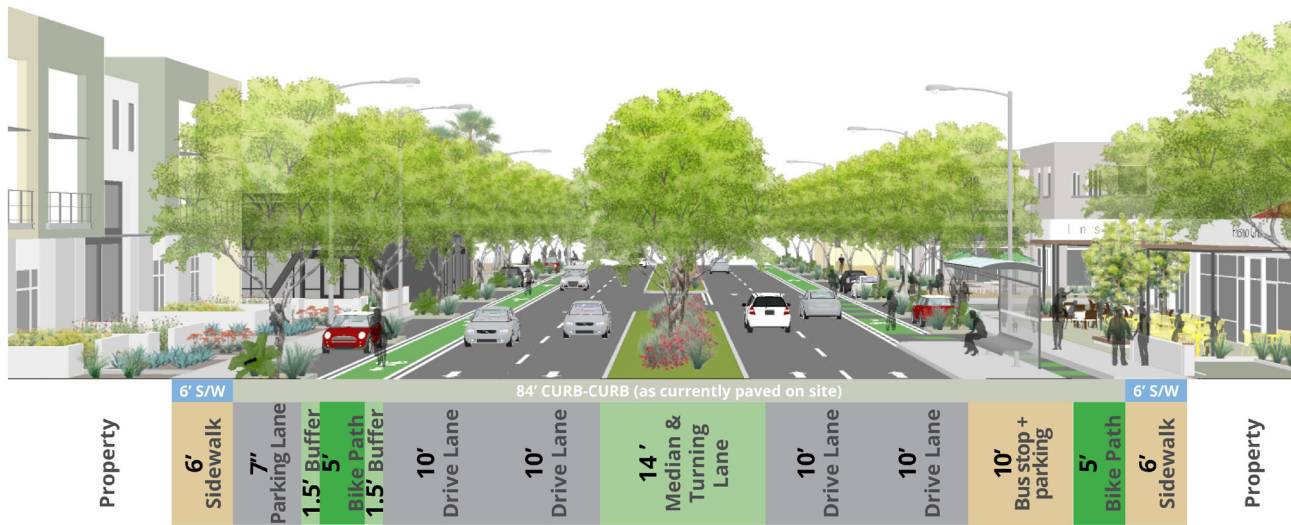 Ins
6’ S/W
84’ CURB-CURB (as currently paved on site)
6’ S/W
Property
6’
Sidewalk
7”
Parking Lane
1.5’ Buffer
5’
Bike Path
1.5’ Buffer
10’
Drive Lane
10’
Drive Lane
14 ’
Median &
Turning
Lane
10’
Drive Lane
10’
Drive Lane
10’
Bus stop +
parking
5’
Bike Path
6’
Sidewalk
Property